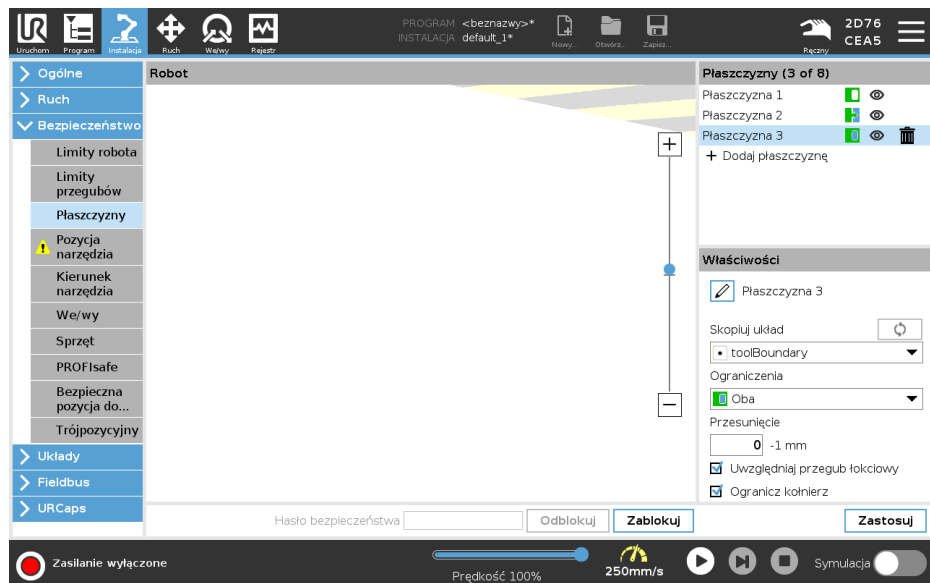 Uruchom
Program
Instalacja
Ruch
We/wy
Rejestr
PROGRAM <beznazwy>*
INSTALACJA default_1*
Nowy...
Otwórz...
Zapisz...
Ręczny
2D76
CEA5
Ogólne
Ruch
Bezpieczeństwo
Limity robota
Limity
przegubów
Płaszczyzny
Pozycja
narzędzia
Kierunek
narzędzia
We/wy
Sprzęt
PROFIsafe
Bezpieczna
pozycja do...
Trójpozycyjny
Układy
Fieldbus
URCaps
Robot
Płaszczyzny (3 of 8)
Płaszczyzna 1
Płaszczyzna 2
Płaszczyzna 3
+ Dodaj płaszczyznę
Właściwości
Płaszczyzna 3
Skopiuj układ
toolBoundary
Ograniczenia
Oba
Przesunięcie
0 -1 mm
Uwzględniaj przegub łokciowy
Ogranicz kołnierz
Hasło bezpieczeństwa
Odblokuj
Zablokuj
Zastosuj
Zasilanie wyłączone
Prędkość 100%
250mm/s
Symulacja